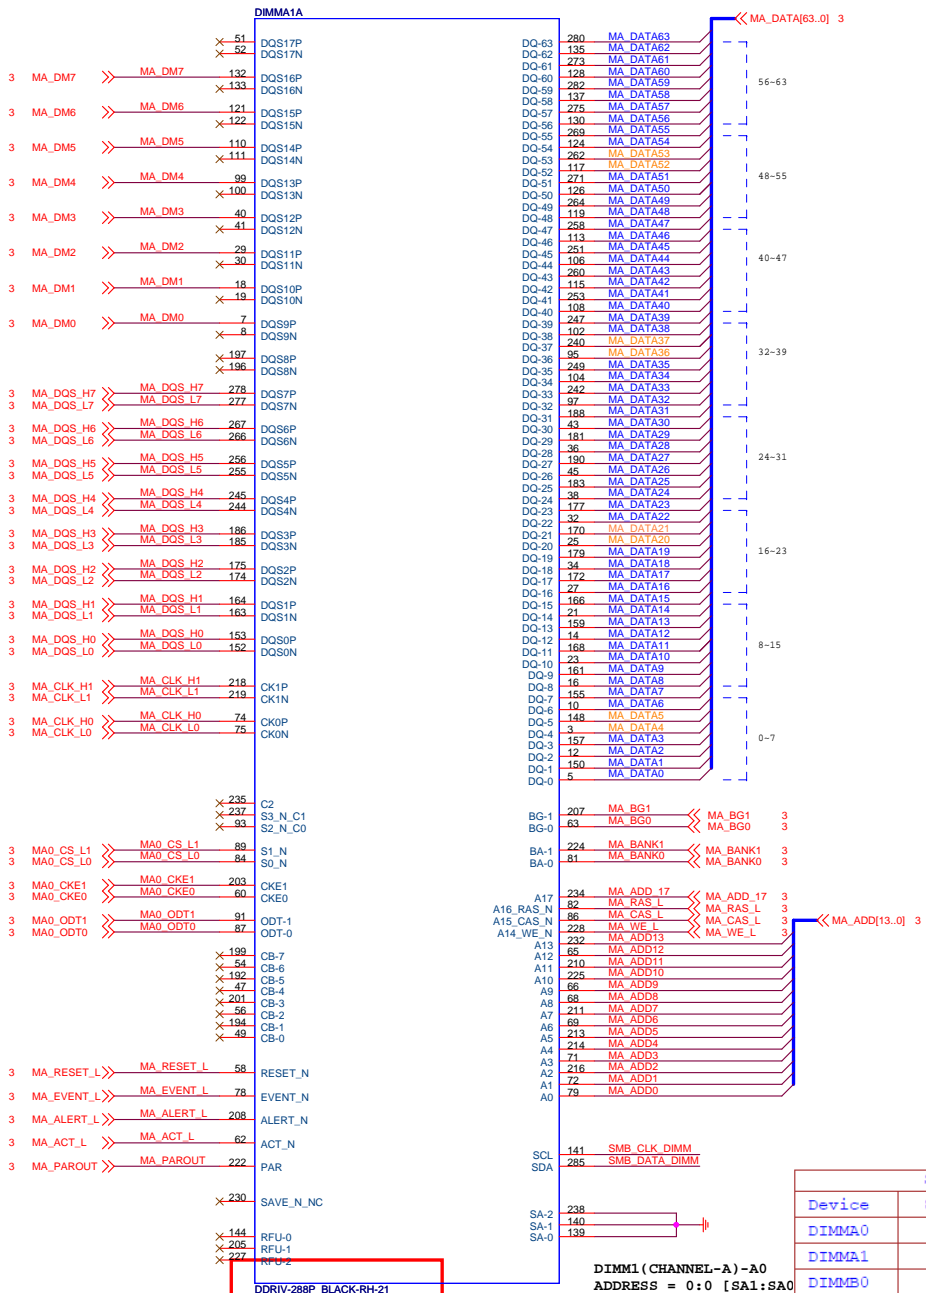 DIMMA1A
MA_DATA[63..0] 3
51 DQS17P DQ-63 280 MA_DATA63
52 DQS17N DQ-62 135 MA_DATA62
DQ-61 273 MA_DATA61
3 MA_DM7 MA_DM7 132 DQS16P DQ-60 128 MA_DATA60
133 DQS16N DQ-59 282 MA_DATA59
56~63
DQ-58 137 MA_DATA58
DQ-57 275 MA_DATA57
3 MA_DM6 MA_DM6 121 DQS15P DQ-56 130 MA_DATA56
122 DQS15N DQ-55 269 MA_DATA55
DQ-54 124 MA_DATA54
3 MA_DM5 MA_DM5 110 DQS14P DQ-53 262 MA_DATA53
111 DQS14N DQ-52 117 MA_DATA52
DQ-51 271 MA_DATA51
48~55
3 MA_DM4 MA_DM4 99 DQS13P DQ-50 126 MA_DATA50
100 DQS13N DQ-49 264 MA_DATA49
DQ-48 119 MA_DATA48
3 MA_DM3 MA_DM3 40 DQS12P DQ-47 258 MA_DATA47
41 DQS12N DQ-46 113 MA_DATA46
DQ-45 251 MA_DATA45
3 MA_DM2 MA_DM2 29 DQS11P DQ-44 106 MA_DATA44
40~47
30 DQS11N DQ-43 260 MA_DATA43
DQ-42 115 MA_DATA42
3 MA_DM1 MA_DM1 18 DQS10P DQ-41 253 MA_DATA41
19 DQS10N DQ-40 108 MA_DATA40
DQ-39 247 MA_DATA39
3 MA_DM0 MA_DM0 7 DQS9P DQ-38 102 MA_DATA38
8 DQS9N DQ-37 240 MA_DATA37
DQ-36 95 MA_DATA36
32~39
197 DQS8P DQ-35 249 MA_DATA35
196 DQS8N DQ-34 104 MA_DATA34
DQ-33 242 MA_DATA33
3 MA_DQS_H7 MA_DQS_H7 278 DQS7P DQ-32 97 MA_DATA32
3 MA_DQS_L7 MA_DQS_L7 277 DQS7N DQ-31 188 MA_DATA31
DQ-30 43 MA_DATA30
3 MA_DQS_H6 MA_DQS_H6 267 DQS6P DQ-29 181 MA_DATA29
3 MA_DQS_L6 MA_DQS_L6 266 DQS6N DQ-28 36 MA_DATA28
DQ-27 190 MA_DATA27
24~31
3 MA_DQS_H5 MA_DQS_H5 256 DQS5P DQ-26 45 MA_DATA26
3 MA_DQS_L5 MA_DQS_L5 255 DQS5N DQ-25 183 MA_DATA25
DQ-24 38 MA_DATA24
3 MA_DQS_H4 MA_DQS_H4 245 DQS4P DQ-23 177 MA_DATA23
3 MA_DQS_L4 MA_DQS_L4 244 DQS4N DQ-22 32 MA_DATA22
DQ-21 170 MA_DATA21
3 MA_DQS_H3 MA_DQS_H3 186 DQS3P DQ-20 25 MA_DATA20
3 MA_DQS_L3 MA_DQS_L3 185 DQS3N DQ-19 179 MA_DATA19
16~23
DQ-18 34 MA_DATA18
3 MA_DQS_H2 MA_DQS_H2 175 DQS2P DQ-17 172 MA_DATA17
3 MA_DQS_L2 MA_DQS_L2 174 DQS2N DQ-16 27 MA_DATA16
DQ-15 166 MA_DATA15
3 MA_DQS_H1 MA_DQS_H1 164 DQS1P DQ-14 21 MA_DATA14
3 MA_DQS_L1 MA_DQS_L1 163 DQS1N DQ-13 159 MA_DATA13
DQ-12 14 MA_DATA12
3 MA_DQS_H0 MA_DQS_H0 153 DQS0P DQ-11 168 MA_DATA11
8~15
3 MA_DQS_L0 MA_DQS_L0 152 DQS0N DQ-10 23 MA_DATA10
DQ-9 161 MA_DATA9
3 MA_CLK_H1 MA_CLK_H1 218 CK1P DQ-8 16 MA_DATA8
3 MA_CLK_L1 MA_CLK_L1 219 CK1N DQ-7 155 MA_DATA7
DQ-6 10 MA_DATA6
3 MA_CLK_H0 MA_CLK_H0 74 CK0P DQ-5 148 MA_DATA5
3 MA_CLK_L0 MA_CLK_L0 75 CK0N DQ-4 3 MA_DATA4
DQ-3 157 MA_DATA3
0~7
DQ-2 12 MA_DATA2
DQ-1 150 MA_DATA1
DQ-0 5 MA_DATA0
235 C2
237 S3_N_C1 BG-1 207 MA_BG1 MA_BG1 3
93 S2_N_C0 BG-0 63 MA_BG0 MA_BG0 3
3 MA0_CS_L1 MA0_CS_L1 89 S1_N BA-1 224 MA_BANK1 MA_BANK1 3
3 MA0_CS_L0 MA0_CS_L0 84 S0_N BA-0 81 MA_BANK0 MA_BANK0 3
3 MA0_CKE1 MA0_CKE1 203 CKE1
3 MA0_CKE0 MA0_CKE0 60 CKE0 A17 234 MA_ADD_17 MA_ADD_17 3
A16_RAS_N 82 MA_RAS_L MA_RAS_L 3
3 MA0_ODT1 MA0_ODT1 91 ODT-1 A15_CAS_N 86 MA_CAS_L MA_CAS_L 3
MA_ADD[13..0] 3
3 MA0_ODT0 MA0_ODT0 87 ODT-0 A14_WE_N 228 MA_WE_L MA_WE_L 3
A13 232 MA_ADD13
199 CB-7 A12 65 MA_ADD12
54 CB-6 A11 210 MA_ADD11
192 CB-5 A10 225 MA_ADD10
47 CB-4 A9 66 MA_ADD9
201 CB-3 A8 68 MA_ADD8
56 CB-2 A7 211 MA_ADD7
194 CB-1 A6 69 MA_ADD6
49 CB-0 A5 213 MA_ADD5
A4 214 MA_ADD4
A3 71 MA_ADD3
3 MA_RESET_L MA_RESET_L 58 RESET_N A2 216 MA_ADD2
A1 72 MA_ADD1
3 MA_EVENT_L MA_EVENT_L 78 EVENT_N A0 79 MA_ADD0
3 MA_ALERT_L MA_ALERT_L 208 ALERT_N
3 MA_ACT_L MA_ACT_L 62 ACT_N
SCL 141 SMB_CLK_DIMM
3 MA_PAROUT MA_PAROUT 222 PAR SDA 285 SMB_DATA_DIMM
230 SAVE_N_NC
SA-2 238
SA-1 140
144 RFU-0 SA-0 139
205 RFU-1
227 RFU-2
Device
DIMMA0
DIMMA1
DIMMB0
DIMM1(CHANNEL-A)-A0
ADDRESS = 0:0 [SA1:SA0
DDRIV-288P_BLACK-RH-21